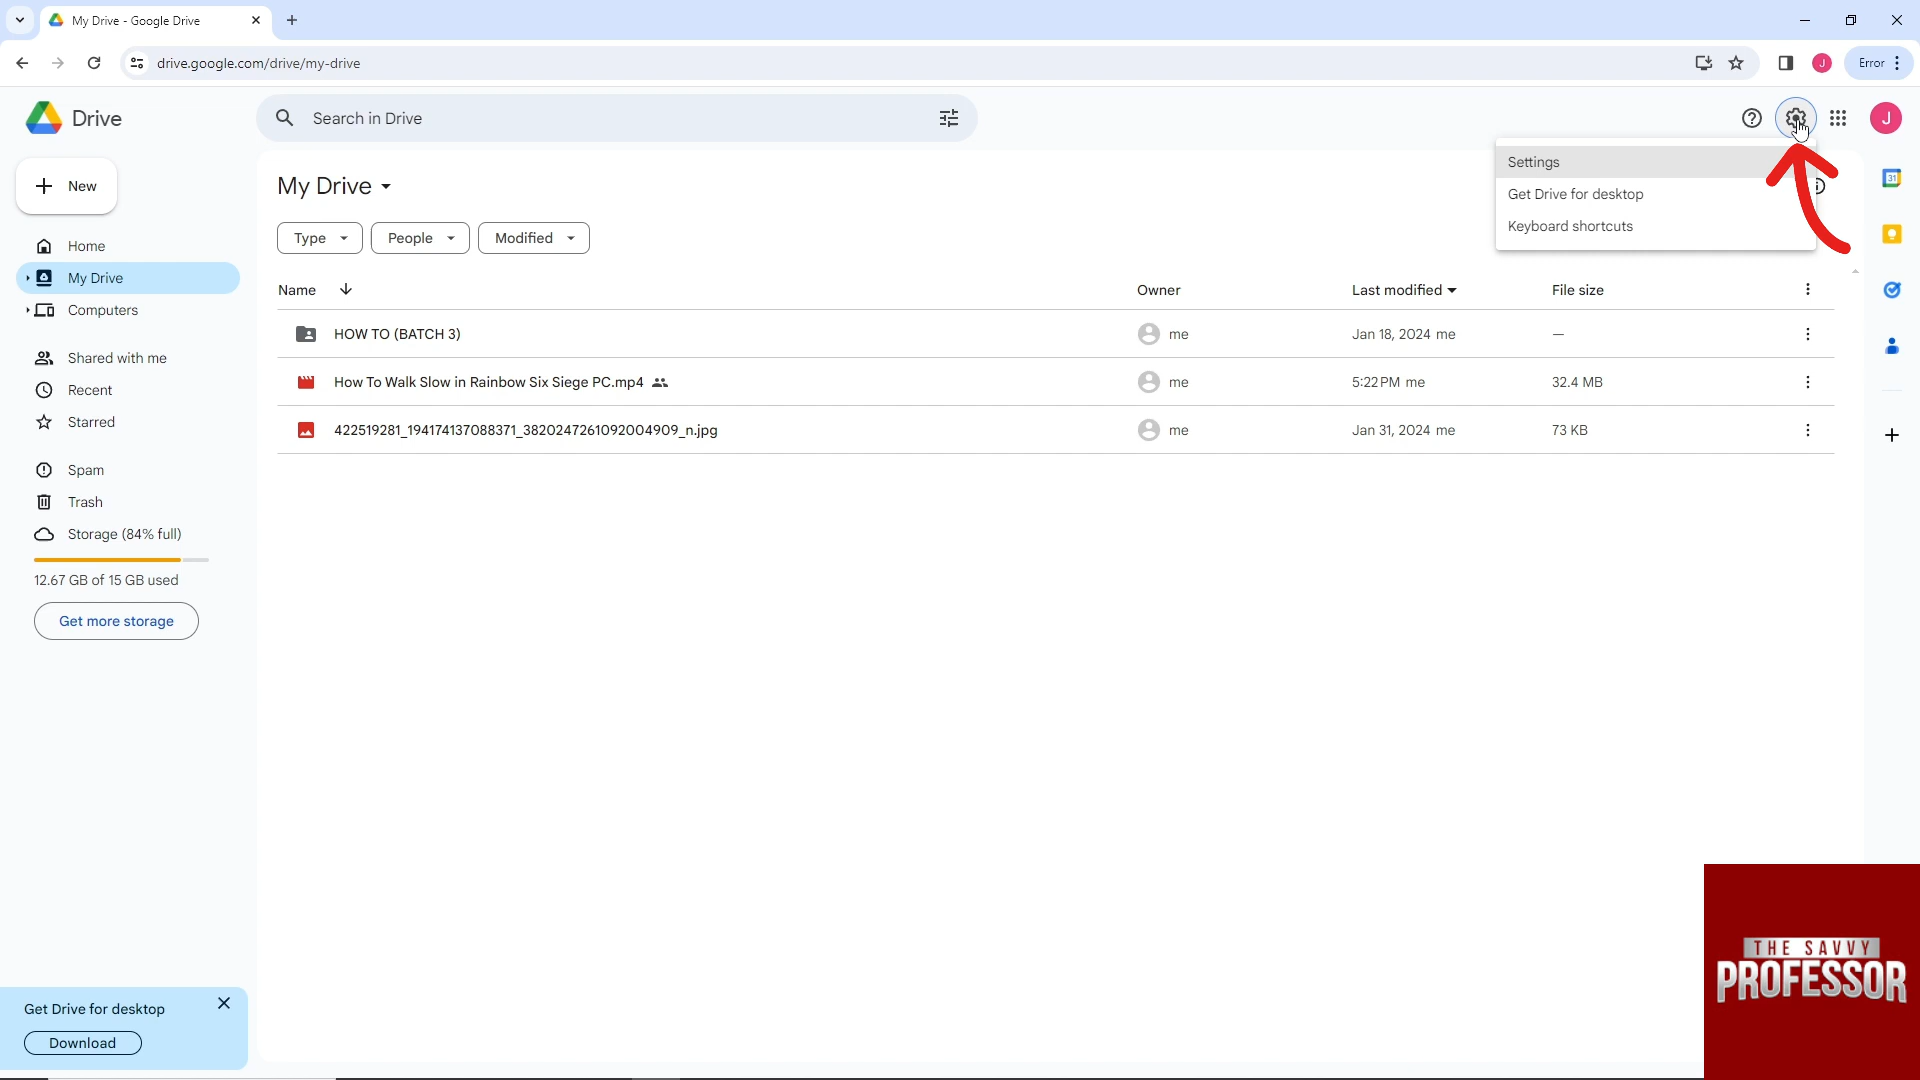 My Drive - Google Drive
drive.google.com/drive/my-drive
J
Error
Drive
Search in Drive
J
Settings
Get Drive for desktop
Keyboard shortcuts
New
My Drive
31
Type
People
Modified
Home
My Drive
Computers
Shared with me
Recent
Starred
Spam
Trash
Storage (84% full)
12.67 GB of 15 GB used
Get more storage
Name Owner Last modified File size
HOW TO (BATCH 3) me Jan 18, 2024 me —
How To Walk Slow in Rainbow Six Siege PC.mp4 me 5:22 PM me 32.4 MB
422519281_194174137088371_3820247261092004909_n.jpg me Jan 31, 2024 me 73 KB
Get Drive for desktop
Download
THE SAVVY
PROFESSOR